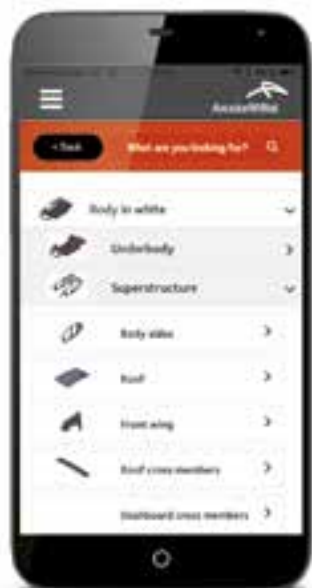 ArcelorMittal
< Back
What are you looking for?
Body in white
Underbody
Superstructure
Body sides
Roof
Front wing
Roof cross members
Dashboard cross members